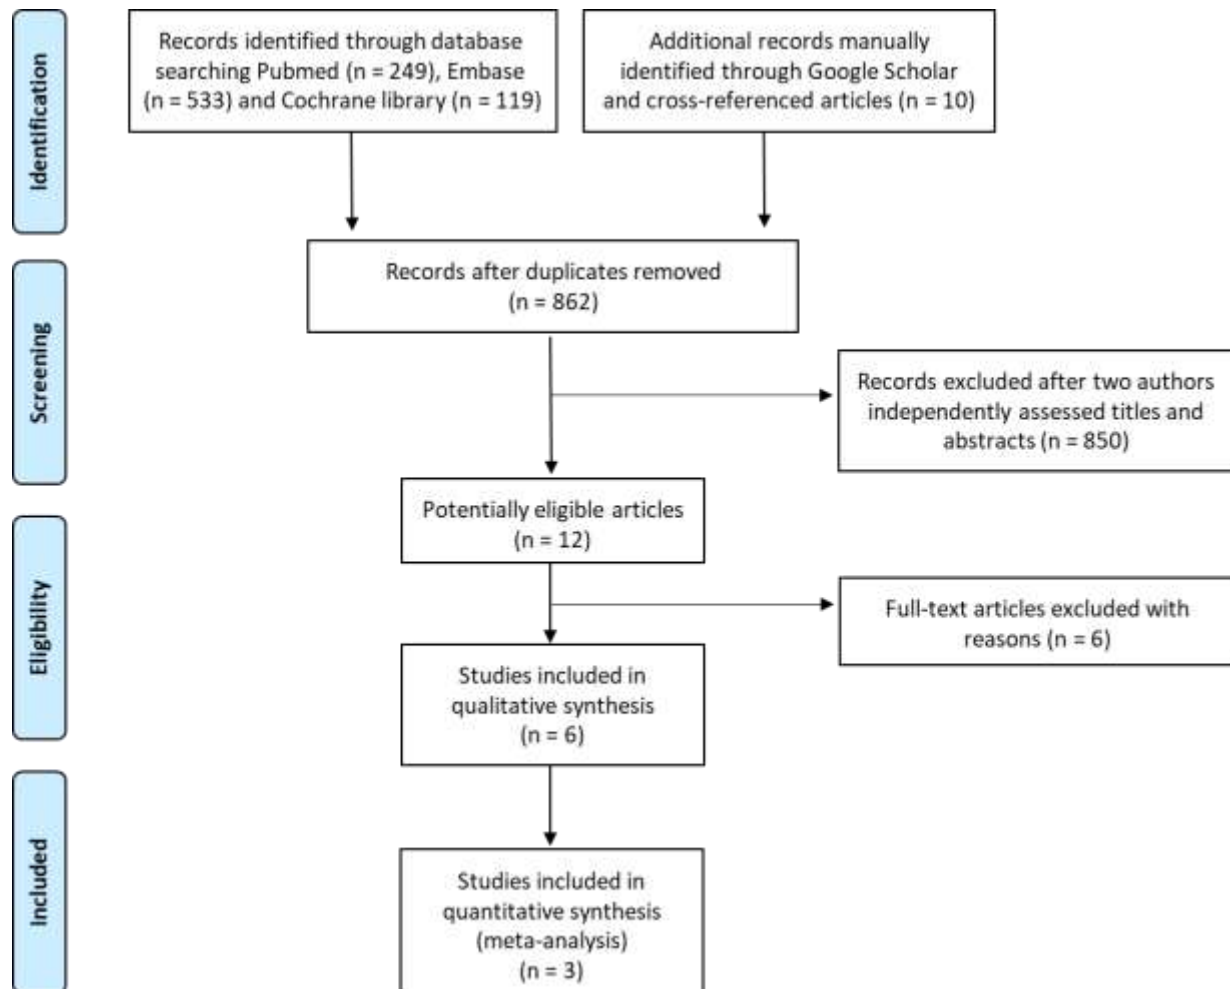 Identification
Records identified through database
searching Pubmed (n = 249), Embase
(n = 533) and Cochrane library (n = 119)
Additional records manually
identified through Google Scholar
and cross-referenced articles (n = 10)
Screening
Records after duplicates removed
(n = 862)
Records excluded after two authors
independently assessed titles and
abstracts (n = 850)
Eligibility
Potentially eligible articles
(n = 12)
Full-text articles excluded with
reasons (n = 6)
Studies included in
qualitative synthesis
(n = 6)
Included
Studies included in
quantitative synthesis
(meta-analysis)
(n = 3)